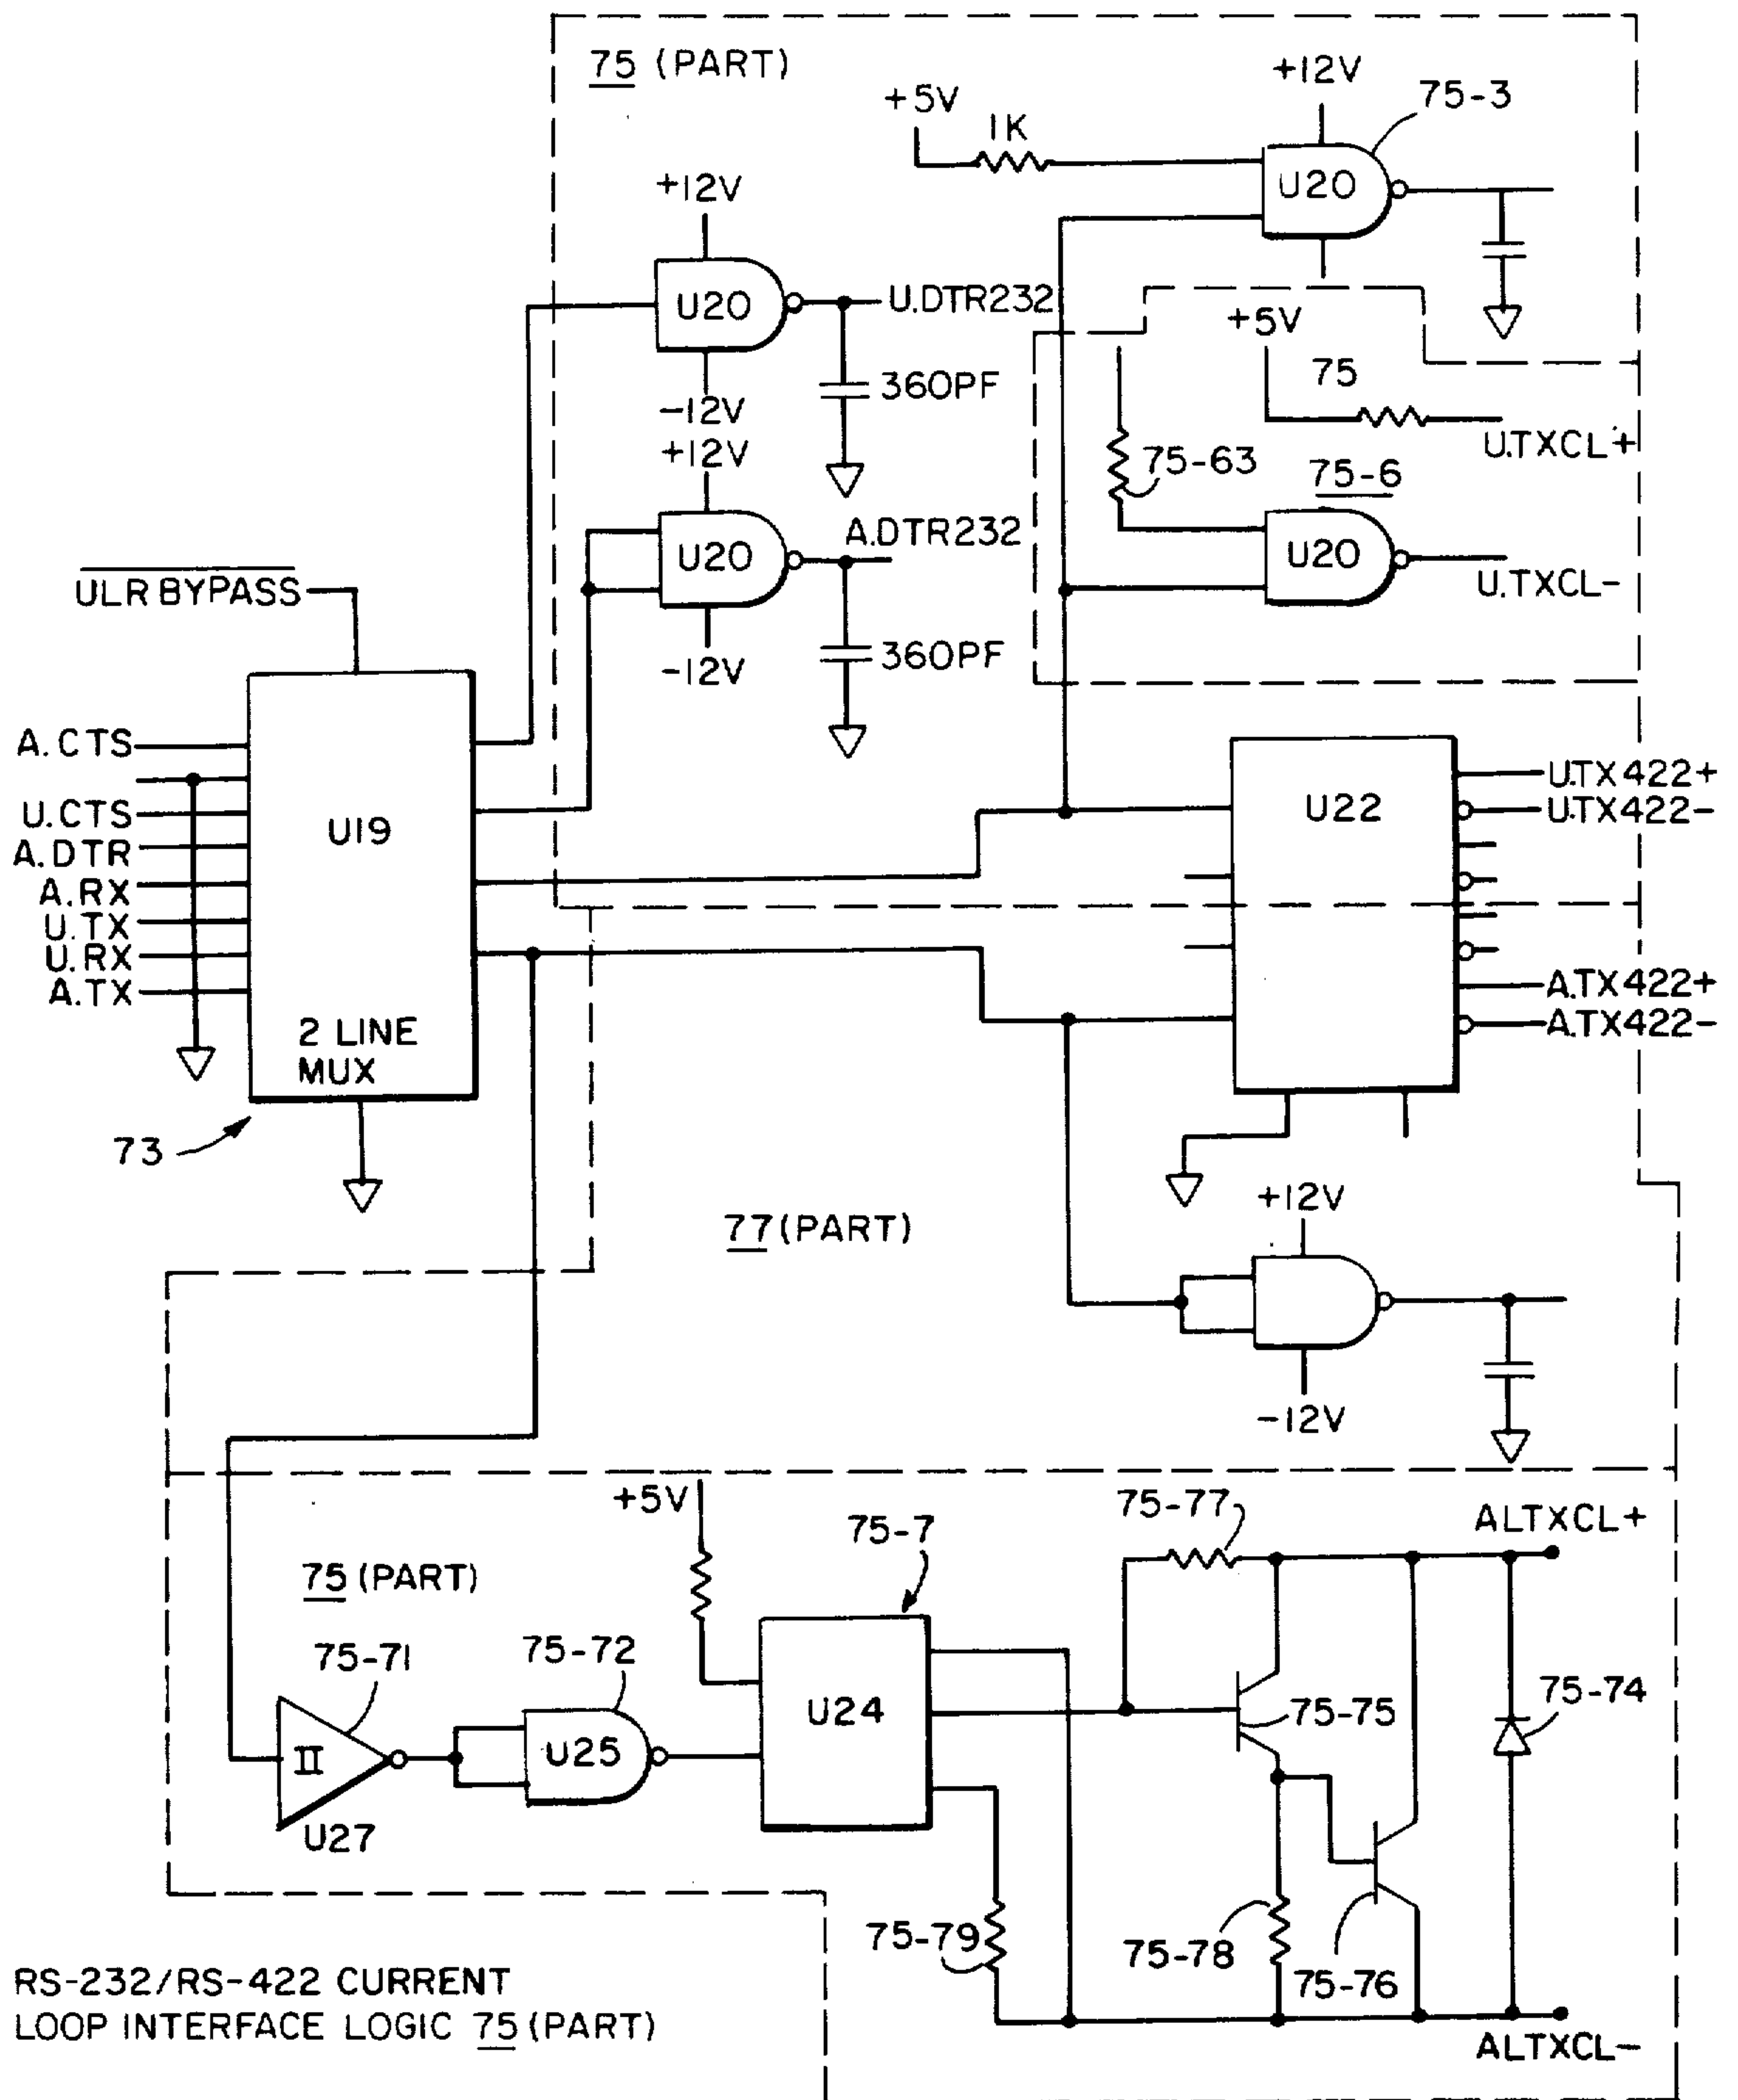 75 (PART)
+12V
75-3
+5V
1K
U20
+12V
U20
U.DTR232
-12V
360PF
+5V
75
U.TXCL+
+12V
U20
A.DTR232
-12V
360PF
75-63
75-6
U20
U.TXCL-
ULR BYPASS
A.CTS
U.CTS
A.DTR
A.RX
U.TX
U.RX
A.TX
U19
2 LINE
MUX
73
U22
U.TX422+
U.TX422-
A.TX422+
A.TX422-
77 (PART)
+12V
-12V
+5V
75-7
75-77
ALTXCL+
75 (PART)
75-71
75-72
II
U27
U25
U24
75-75
75-74
75-79
75-78
75-76
ALTXCL-
RS-232/RS-422 CURRENT
LOOP INTERFACE LOGIC 75 (PART)